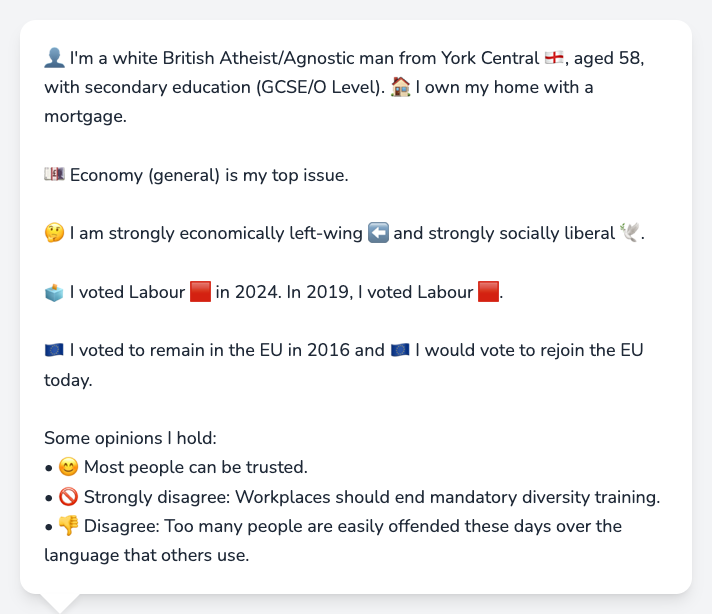 👤 I'm a white British Atheist/Agnostic man from York Central 🏴󠁧󠁢󠁥󠁮󠁧󠁿, aged 58,
with secondary education (GCSE/O Level). 🏠 I own my home with a
mortgage.
💷 Economy (general) is my top issue.
🤔 I am strongly economically left-wing ⬅️ and strongly socially liberal 🕊️.
🗳️ I voted Labour 🟥 in 2024. In 2019, I voted Labour 🟥.
🇪🇺 I voted to remain in the EU in 2016 and 🇪🇺 I would vote to rejoin the EU
today.
Some opinions I hold:
• 😊 Most people can be trusted.
• 🚫 Strongly disagree: Workplaces should end mandatory diversity training.
• 👎 Disagree: Too many people are easily offended these days over the
language that others use.